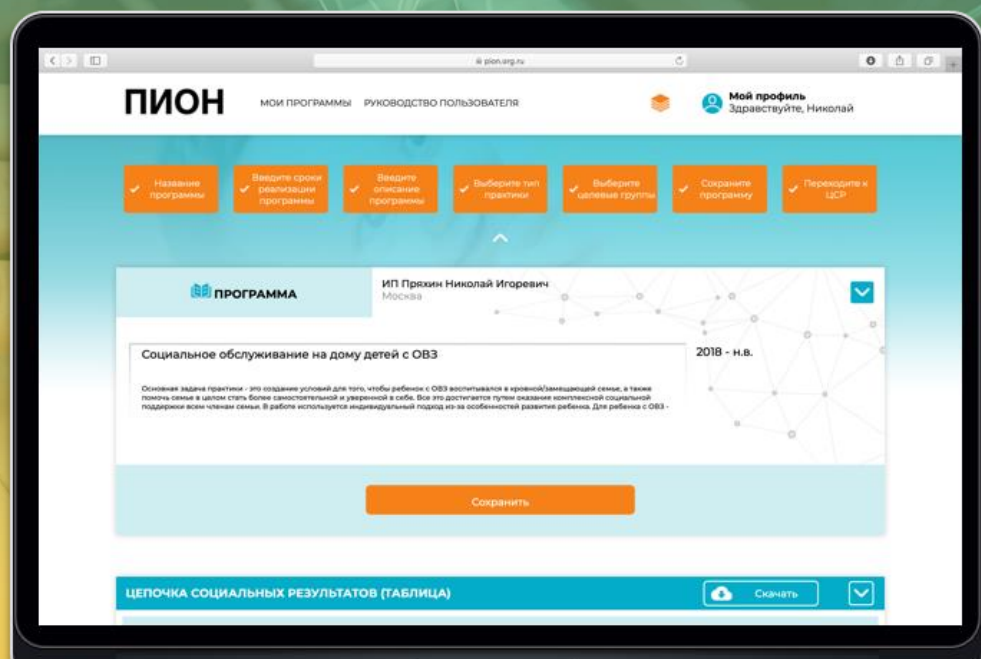 pion.org.ru
ПИОН
МОИ ПРОГРАММЫ РУКОВОДСТВО ПОЛЬЗОВАТЕЛЯ
Мой профиль
Здравствуйте, Николай
Название
программы
Введите сроки
реализации
программы
Введите
описание
программы
Выберите тип
практики
Выберите
целевые группы
Сохраните
программу
Переходите к
ЦСР
ПРОГРАММА
ИП Пряхин Николай Игоревич
Москва
Социальное обслуживание на дому детей с ОВЗ
2018 - н.в.
Основная задача практики - это создание условий для того, чтобы ребенок с ОВЗ воспитывался в кровной/замещающей семье, а также
помочь семье в целом стать более самостоятельной и уверенной в себе. Все это достигается путем оказания комплексной социальной
поддержки всем членам семьи. В работе используется индивидуальный подход из-за особенностей развития ребенка. Для ребенка с ОВЗ -
Сохранить
ЦЕПОЧКА СОЦИАЛЬНЫХ РЕЗУЛЬТАТОВ (ТАБЛИЦА)
Скачать